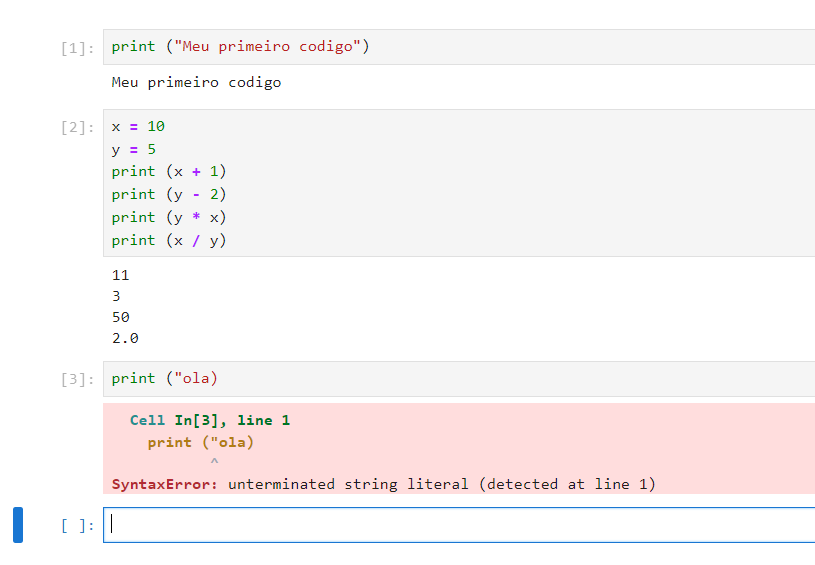 [1]: print ("Meu primeiro codigo")
Meu primeiro codigo
[2]: x = 10
y = 5
print (x + 1)
print (y - 2)
print (y * x)
print (x / y)
11
3
50
2.0
[3]: print ("ola)
Cell In[3], line 1
print ("ola)
^
SyntaxError: unterminated string literal (detected at line 1)
[ ]: